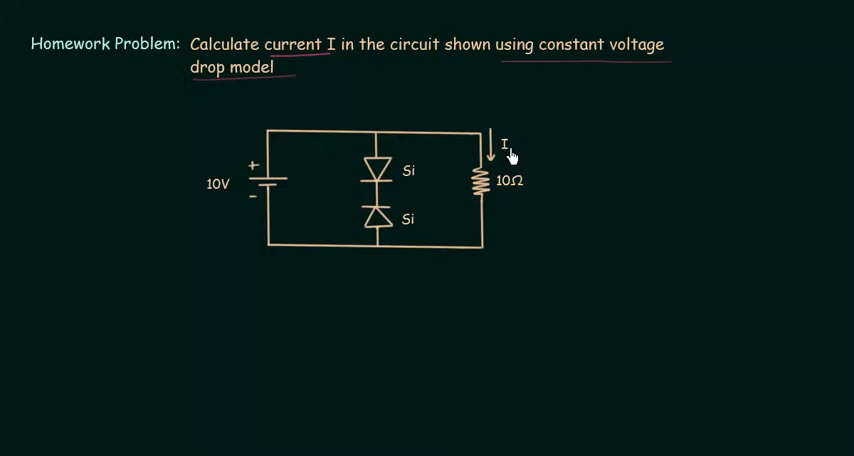 Homework Problem: Calculate current I in the circuit shown using constant voltage
drop model
I
+
Si
10V
10Ω
-
Si